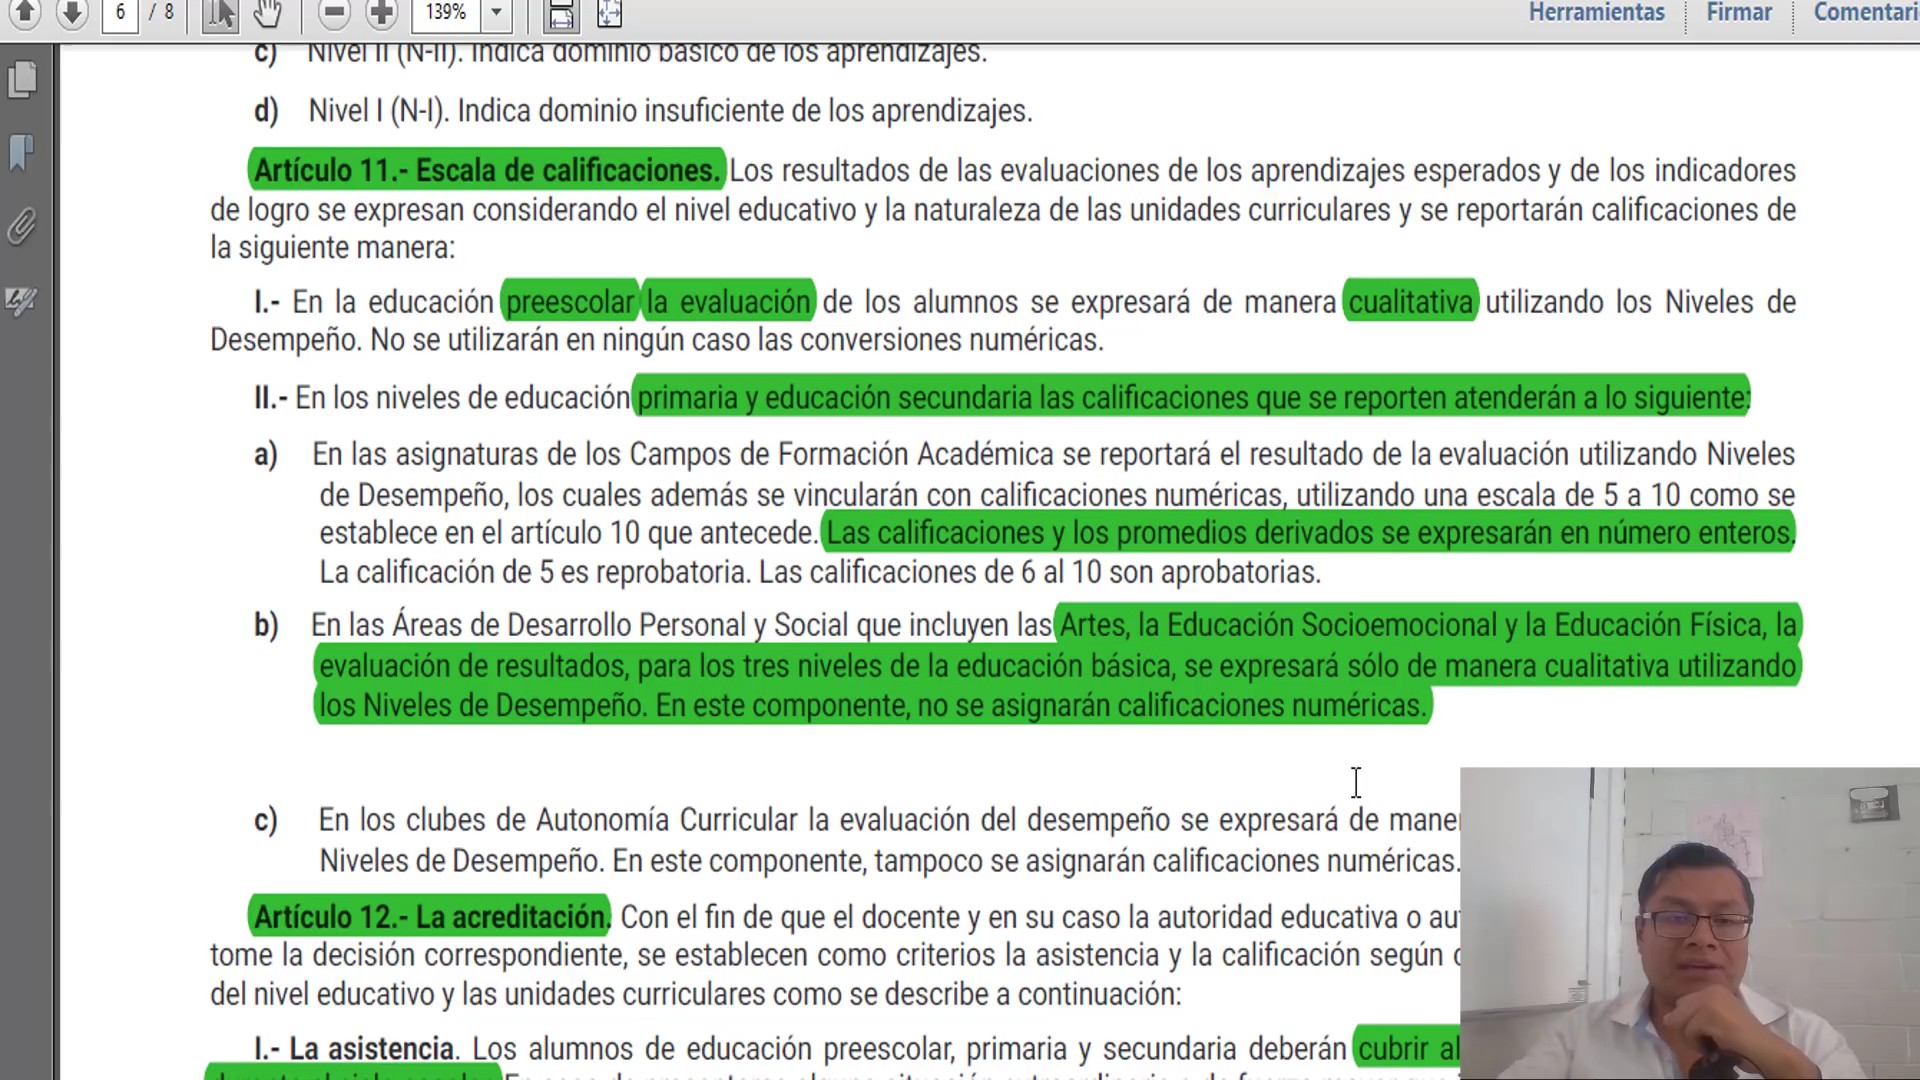 6 / 8 139% Herramientas Firmar Comentari
c) Nivel II (N-II). Indica dominio básico de los aprendizajes.
d) Nivel I (N-I). Indica dominio insuficiente de los aprendizajes.
Artículo 11.- Escala de calificaciones. Los resultados de las evaluaciones de los aprendizajes esperados y de los indicadores
de logro se expresan considerando el nivel educativo y la naturaleza de las unidades curriculares y se reportarán calificaciones de
la siguiente manera:
I.- En la educación preescolar la evaluación de los alumnos se expresará de manera cualitativa utilizando los Niveles de
Desempeño. No se utilizarán en ningún caso las conversiones numéricas.
II.- En los niveles de educación primaria y educación secundaria las calificaciones que se reporten atenderán a lo siguiente:
a) En las asignaturas de los Campos de Formación Académica se reportará el resultado de la evaluación utilizando Niveles
de Desempeño, los cuales además se vincularán con calificaciones numéricas, utilizando una escala de 5 a 10 como se
establece en el artículo 10 que antecede. Las calificaciones y los promedios derivados se expresarán en número enteros.
La calificación de 5 es reprobatoria. Las calificaciones de 6 al 10 son aprobatorias.
b) En las Áreas de Desarrollo Personal y Social que incluyen las Artes, la Educación Socioemocional y la Educación Física, la
evaluación de resultados, para los tres niveles de la educación básica, se expresará sólo de manera cualitativa utilizando
los Niveles de Desempeño. En este componente, no se asignarán calificaciones numéricas.
c) En los clubes de Autonomía Curricular la evaluación del desempeño se expresará de maner
Niveles de Desempeño. En este componente, tampoco se asignarán calificaciones numéricas.
Artículo 12.- La acreditación. Con el fin de que el docente y en su caso la autoridad educativa o au
tome la decisión correspondiente, se establecen como criterios la asistencia y la calificación según
del nivel educativo y las unidades curriculares como se describe a continuación:
I.- La asistencia. Los alumnos de educación preescolar, primaria y secundaria deberán cubrir al